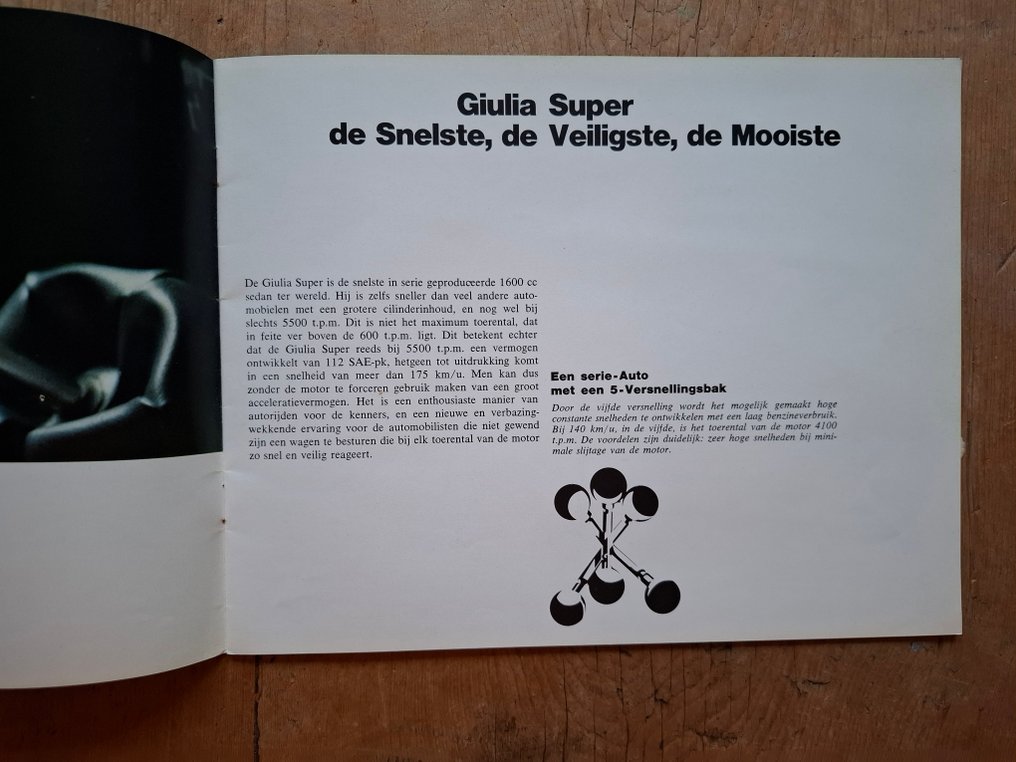 Giulia Super
de Snelste, de Veiligste, de Mooiste
De Giulia Super is de snelste in serie geproduceerde 1600 cc
sedan ter wereld. Hij is zelfs sneller dan veel andere auto-
mobielen met een grotere cilinderinhoud, en nog wel bij
slechts 5500 t.p.m. Dit is niet het maximum toerental, dat
in feite ver boven de 600 t.p.m. ligt. Dit betekent echter
dat de Giulia Super reeds bij 5500 t.p.m. een vermogen
ontwikkelt van 112 SAE-pk, hetgeen tot uitdrukking komt
in een snelheid van meer dan 175 km/u. Men kan dus
zonder de motor te forceren gebruik maken van een groot
acceleratievermogen. Het is een enthousiaste manier van
autorijden voor de kenners, en een nieuwe en verbazing-
wekkende ervaring voor de automobilisten die niet gewend
zijn een wagen te besturen die bij elk toerental van de motor
zo snel en veilig reageert.
Een serie-Auto
met een 5-Versnellingsbak
Door de vijfde versnelling wordt het mogelijk gemaakt hoge
constante snelheden te ontwikkelen met een laag benzineverbruik.
Bij 140 km/u, in de vijfde, is het toerental van de motor 4100
t.p.m. De voordelen zijn duidelijk: zeer hoge snelheden bij mini-
male slijtage van de motor.